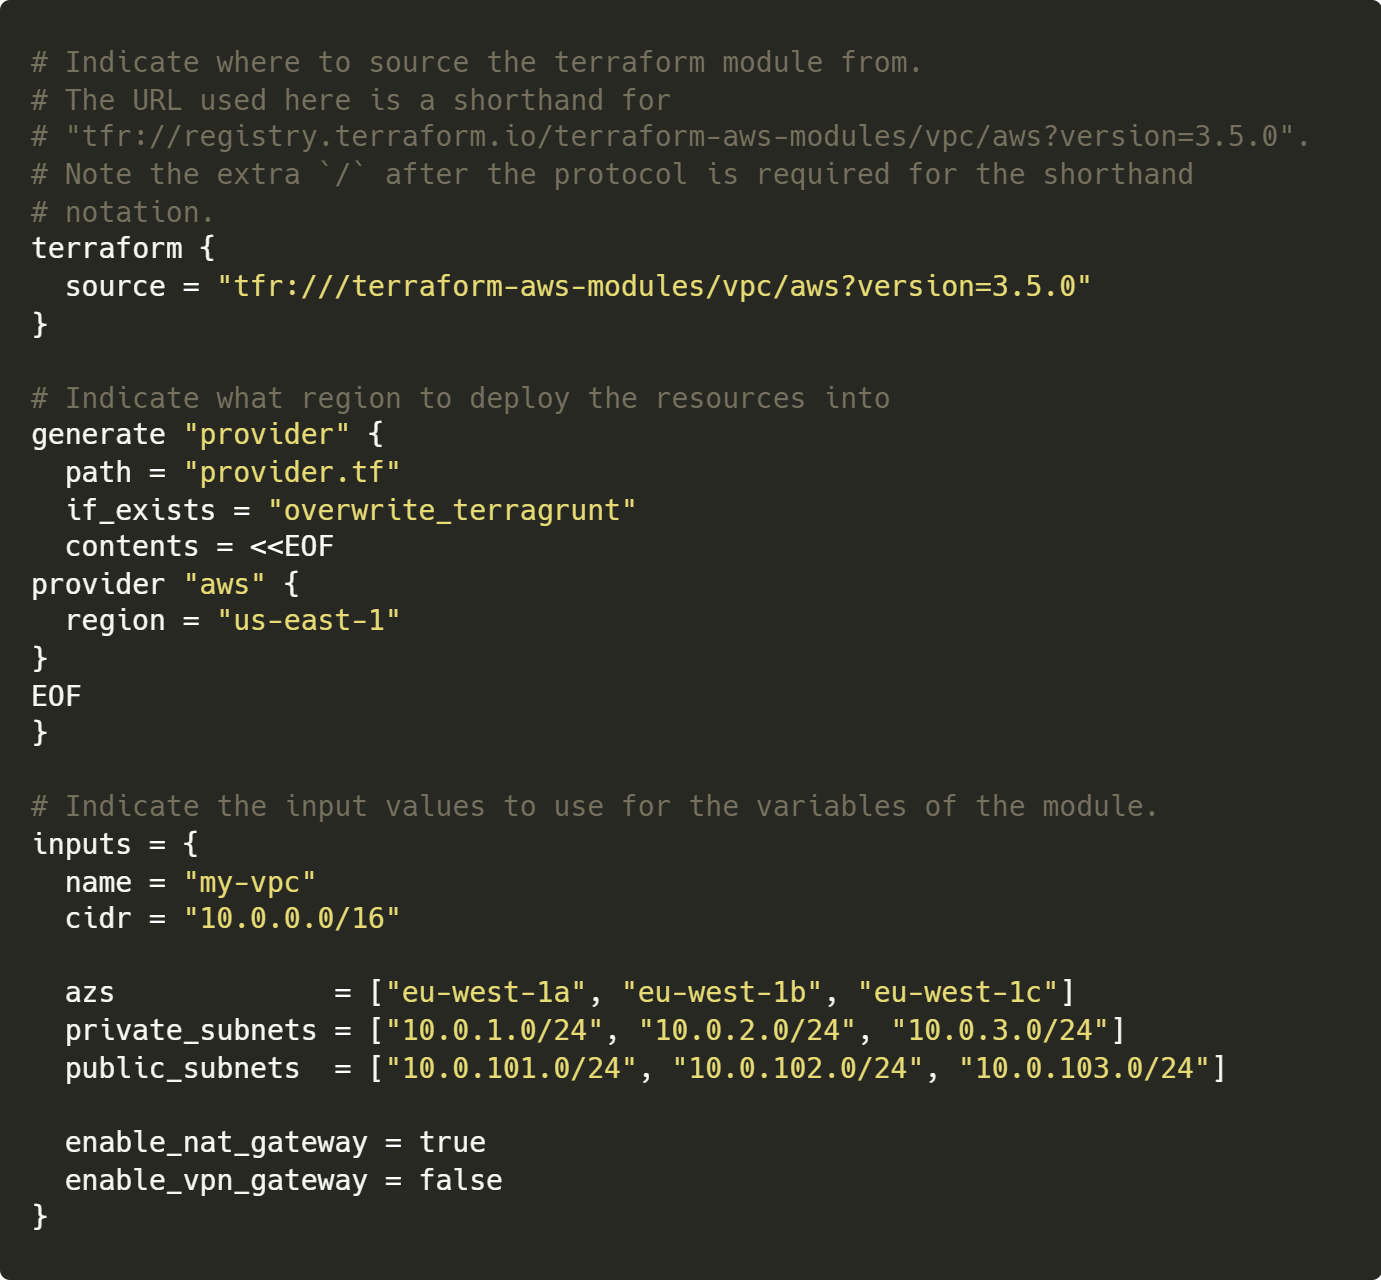 # Indicate where to source the terraform module from.
# The URL used here is a shorthand for
# "tfr://registry.terraform.io/terraform-aws-modules/vpc/aws?version=3.5.0".
# Note the extra `/` after the protocol is required for the shorthand
# notation.
terraform {
  source = "tfr:///terraform-aws-modules/vpc/aws?version=3.5.0"
}

# Indicate what region to deploy the resources into
generate "provider" {
  path = "provider.tf"
  if_exists = "overwrite_terragrunt"
  contents = <<EOF
provider "aws" {
  region = "us-east-1"
}
EOF
}

# Indicate the input values to use for the variables of the module.
inputs = {
  name = "my-vpc"
  cidr = "10.0.0.0/16"

  azs             = ["eu-west-1a", "eu-west-1b", "eu-west-1c"]
  private_subnets = ["10.0.1.0/24", "10.0.2.0/24", "10.0.3.0/24"]
  public_subnets  = ["10.0.101.0/24", "10.0.102.0/24", "10.0.103.0/24"]

  enable_nat_gateway = true
  enable_vpn_gateway = false
}